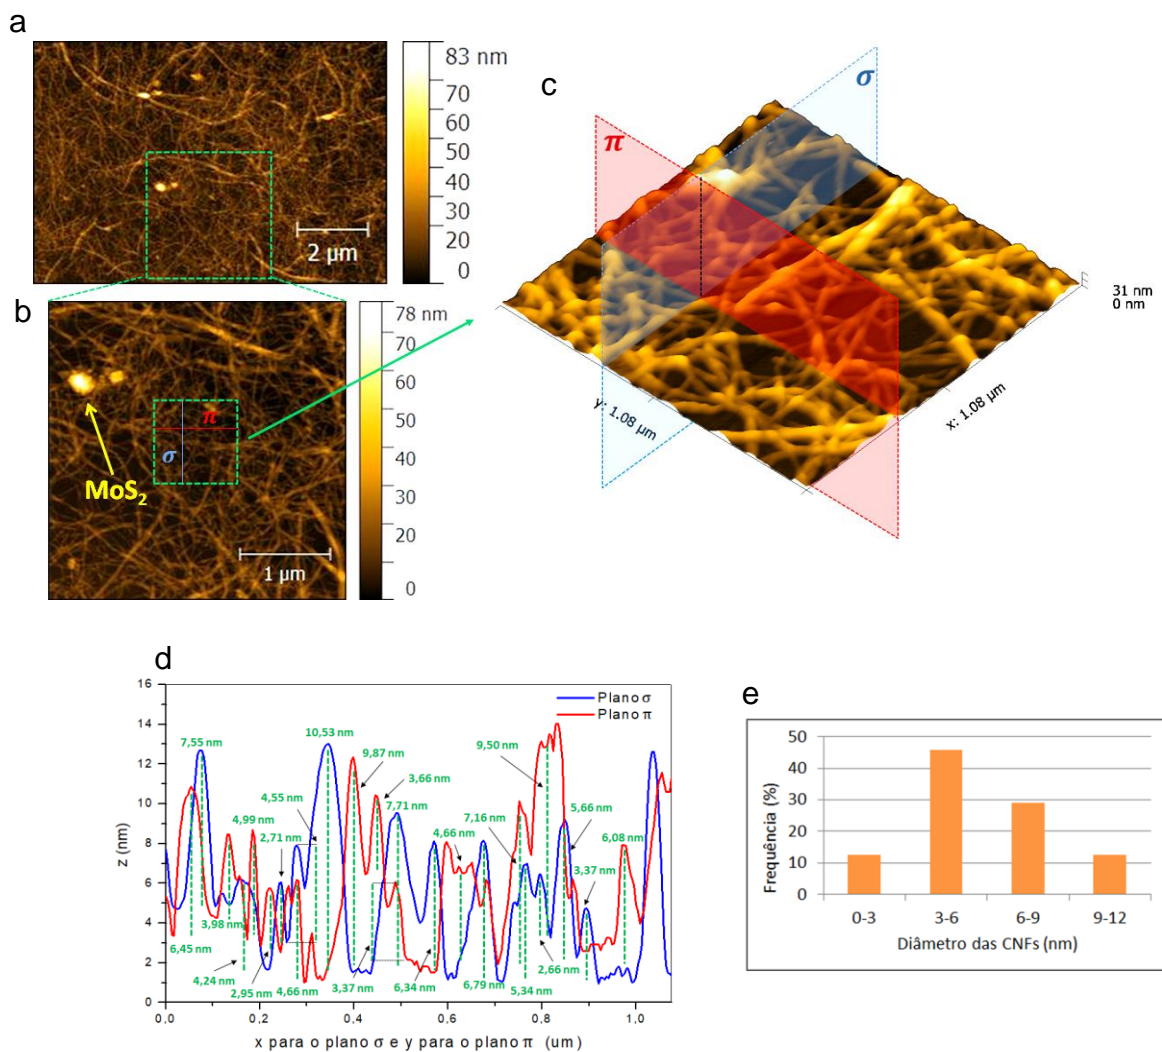 a
83 nm
70
60
50
40
30
20
0
2 µm
b
78 nm
70
60
50
40
30
20
0
π
σ
MoS₂
1 µm
c
σ
π
31 nm
0 nm
y: 1.08 µm
x: 1.08 µm
d
16
14
12
10
8
6
4
2
0
z (nm)
Plano σ
Plano π
7,55 nm
10,53 nm
9,87 nm
9,50 nm
3,66 nm
4,55 nm
7,71 nm
4,99 nm
2,71 nm
4,66 nm
7,16 nm
5,66 nm
6,08 nm
3,37 nm
3,98 nm
6,45 nm
4,24 nm
2,95 nm
4,66 nm
3,37 nm
6,34 nm
6,79 nm
5,34 nm
2,66 nm
0,0 0,2 0,4 0,6 0,8 1,0
x para o plano σ e y para o plano π (um)
e
50
40
30
20
10
0
Frequência (%)
0-3 3-6 6-9 9-12
Diâmetro das CNFs (nm)